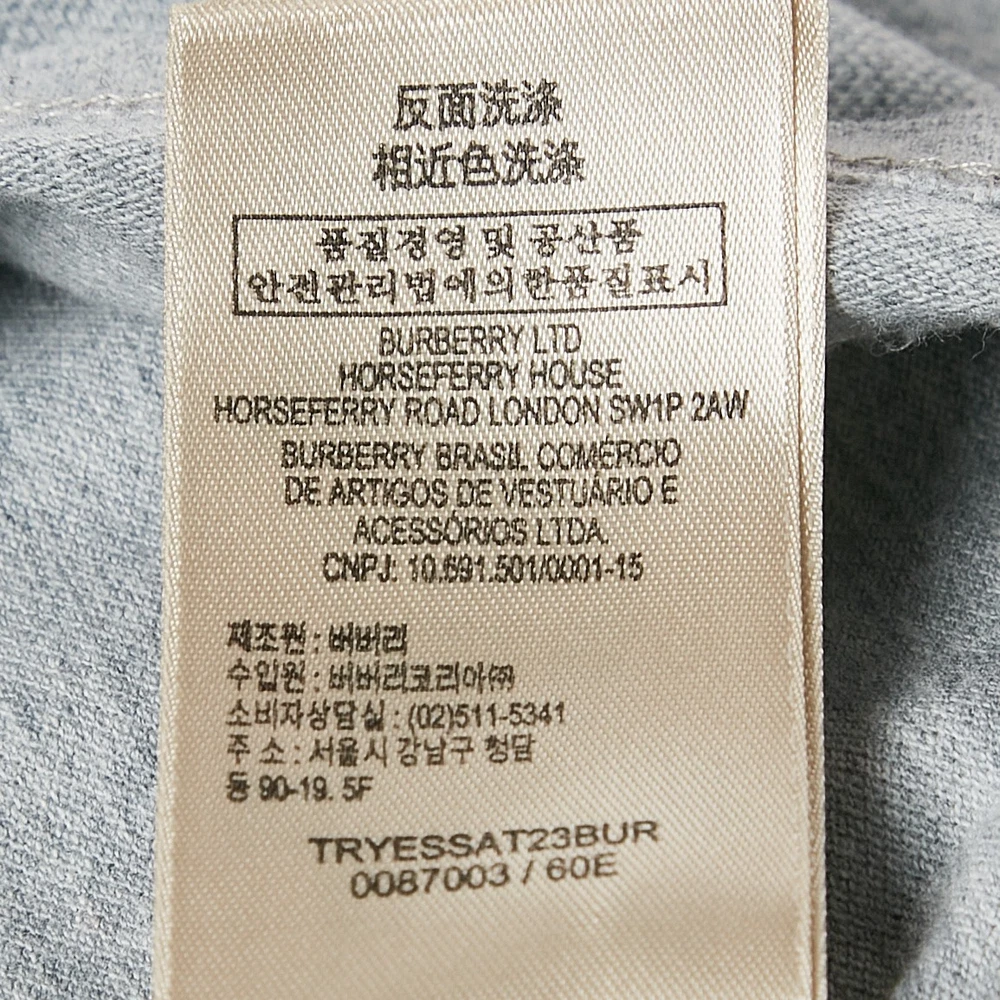 反面洗涤
相近色洗涤
품질경영 및 공산품
안전관리법에의한품질표시
BURBERRY LTD
HORSEFERRY HOUSE
HORSEFERRY ROAD LONDON SW1P 2AW
BURBERRY BRASIL COMÉRCIO
DE ARTIGOS DE VESTUÁRIO E
ACESSÓRIOS LTDA.
CNPJ: 10.691.501/0001-15
제조원 : 버버리
수입원 : 버버리코리아㈜
소비자상담실 : (02)511-5341
주 소 : 서울시 강남구 청담
동 90-19. 5F
TRYESSAT23BUR
0087003 / 60E